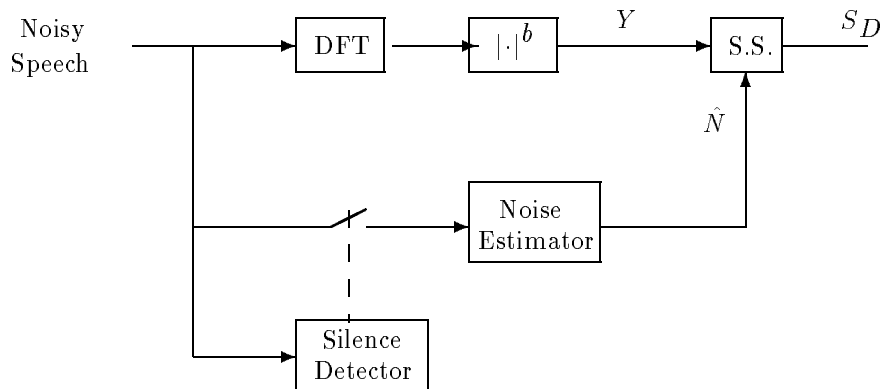 Noisy
Speech
DFT
|·|^b
Y
S.S.
S_D
N̂
Noise
Estimator
Silence
Detector